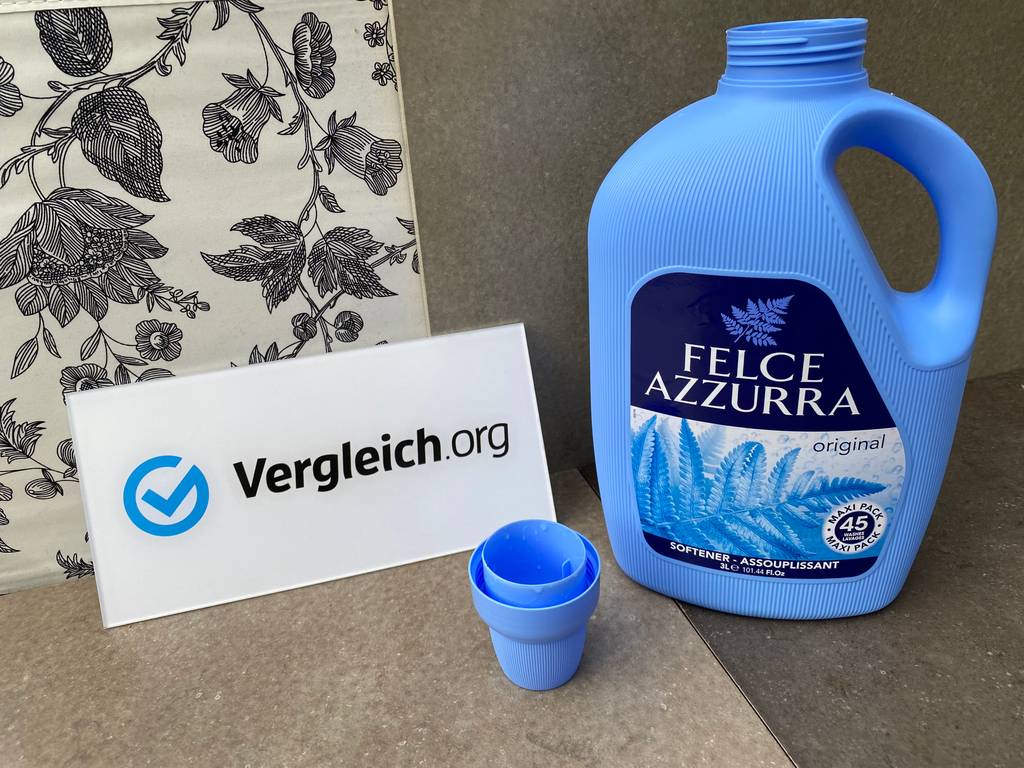 Vergleich.org
FELCE
AZZURRA
original
MAXI PACK
45
WASHES
LAVAGES
MAXI PACK
SOFTENER - ASSOUPLISSANT
3L℮ 101.44 Fl.Oz